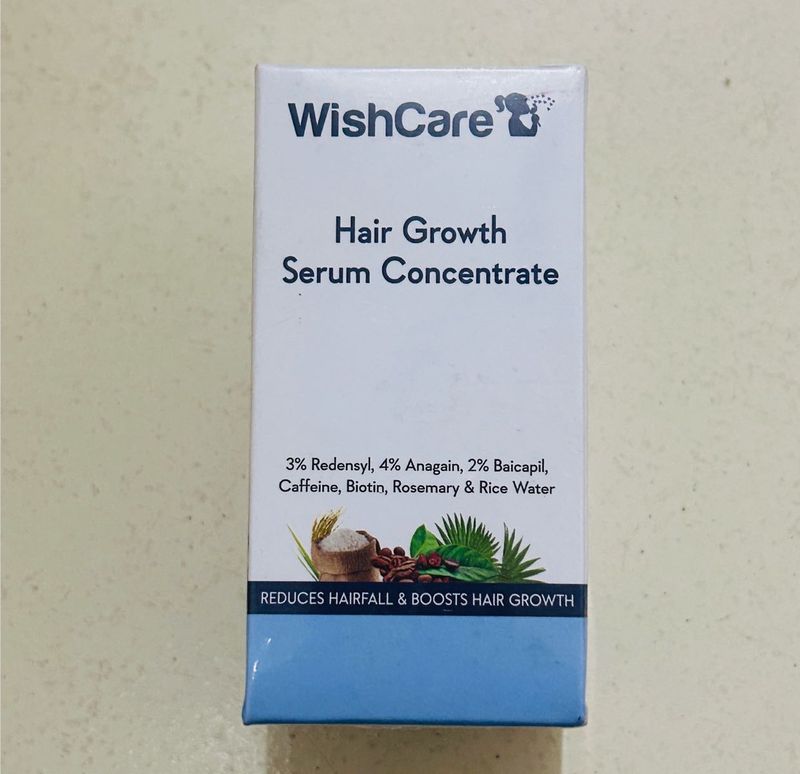 WishCare
Hair Growth
Serum Concentrate
3% Redensyl, 4% Anagain, 2% Baicapil,
Caffeine, Biotin, Rosemary & Rice Water
REDUCES HAIRFALL & BOOSTS HAIR GROWTH